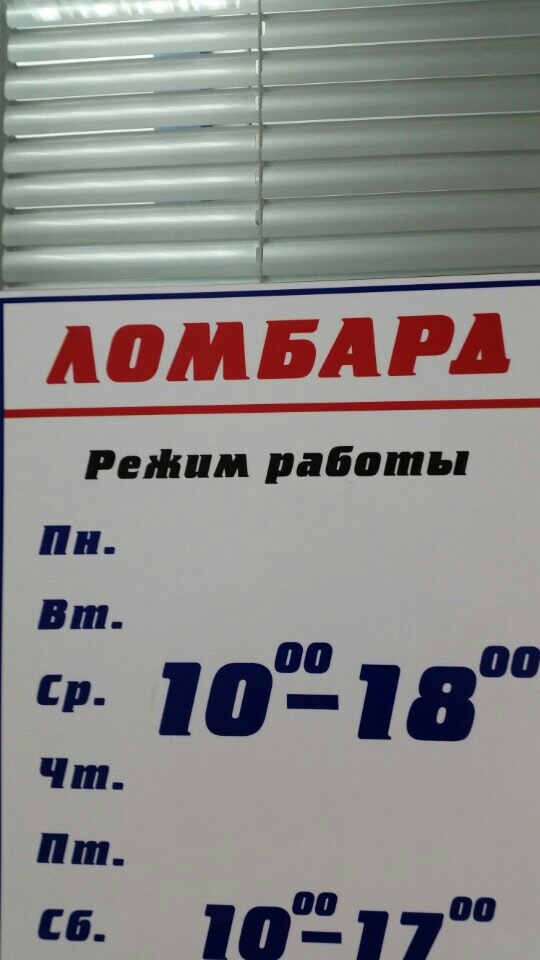 ЛОМБАРД
Режим работы
Пн.
Вт.
Ср. 10⁰⁰-18⁰⁰
Чт.
Пт.
Сб. 10⁰⁰-17⁰⁰